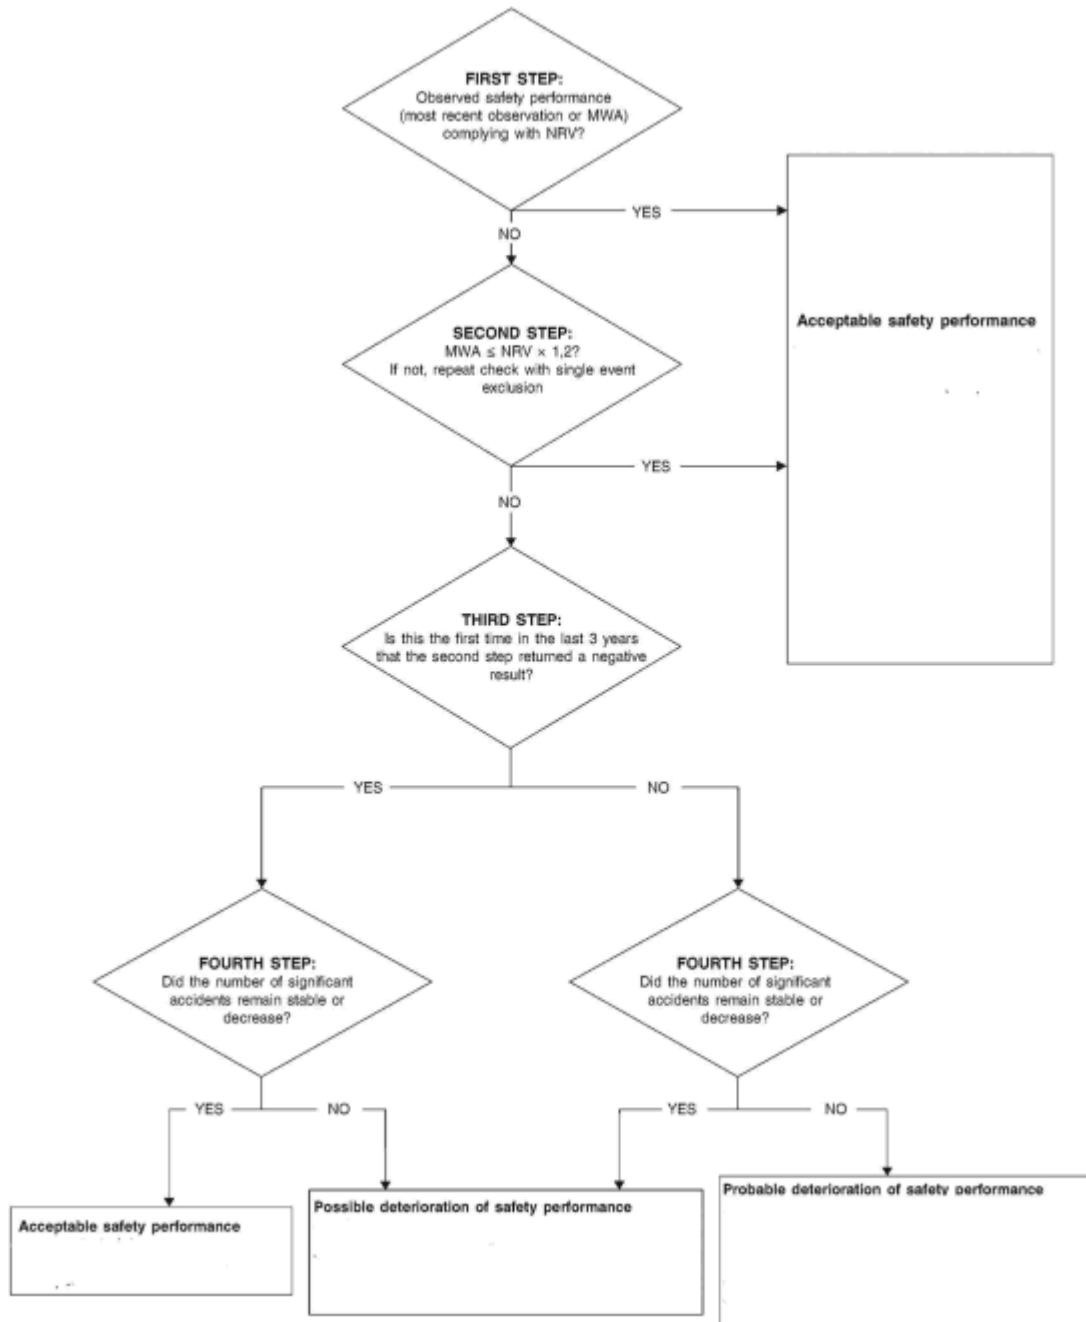 FIRST STEP:
Observed safety performance
(most recent observation or MWA)
complying with NRV?
YES
NO
Acceptable safety performance
SECOND STEP:
MWA ≤ NRV × 1,2?
If not, repeat check with single event
exclusion
YES
NO
THIRD STEP:
Is this the first time in the last 3 years
that the second step returned a negative
result?
YES
NO
FOURTH STEP:
Did the number of significant
accidents remain stable or
decrease?
FOURTH STEP:
Did the number of significant
accidents remain stable or
decrease?
YES
NO
YES
NO
Acceptable safety performance
Possible deterioration of safety performance
Probable deterioration of safety performance